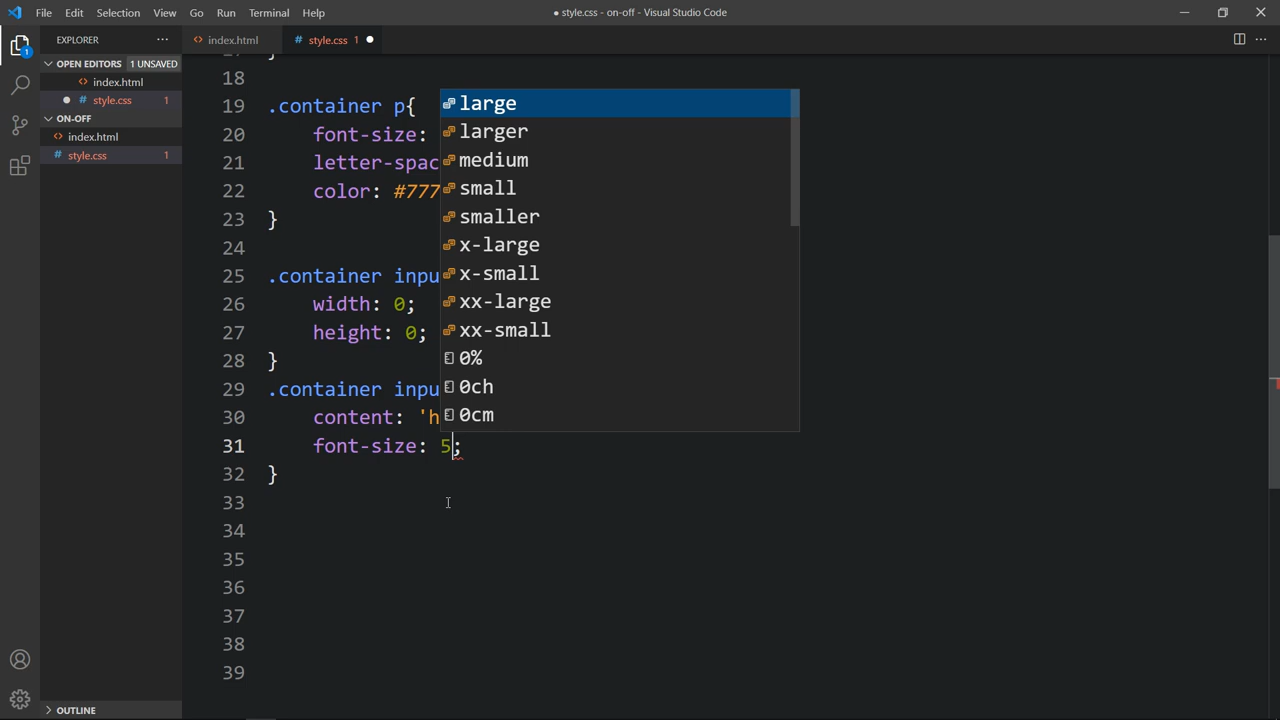 File Edit Selection View Go Run Terminal Help
● style.css - on-off - Visual Studio Code
EXPLORER ···
<> index.html
# style.css 1 ●
OPEN EDITORS 1 UNSAVED
<> index.html
● # style.css 1
ON-OFF
<> index.html
# style.css 1
1
OUTLINE
18
19 .container p{
20 font-size:
21 letter-spac
22 color: #777
23 }
24
25 .container inpu
26 width: 0;
27 height: 0;
28 }
29 .container inpu
30 content: 'h
31 font-size: 5;
32 }
33
34
35
36
37
38
39
large
larger
medium
small
smaller
x-large
x-small
xx-large
xx-small
0%
0ch
0cm